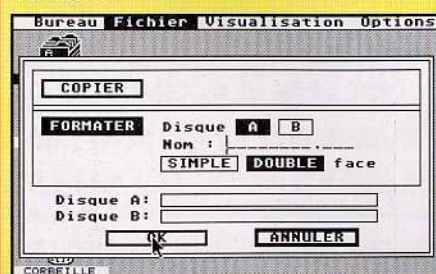 Bureau Fichier Visualisation Options
A
COPIER
FORMATER Disque A B
Nom : ________.___
SIMPLE DOUBLE face
Disque A:
Disque B:
OK ANNULER
CORBEILLE